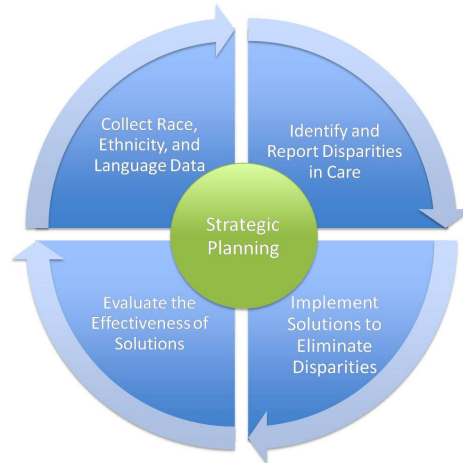 Collect Race,
Ethnicity, and
Language Data
Identify and
Report Disparities
in Care
Strategic
Planning
Evaluate the
Effectiveness of
Solutions
Implement
Solutions to
Eliminate
Disparities